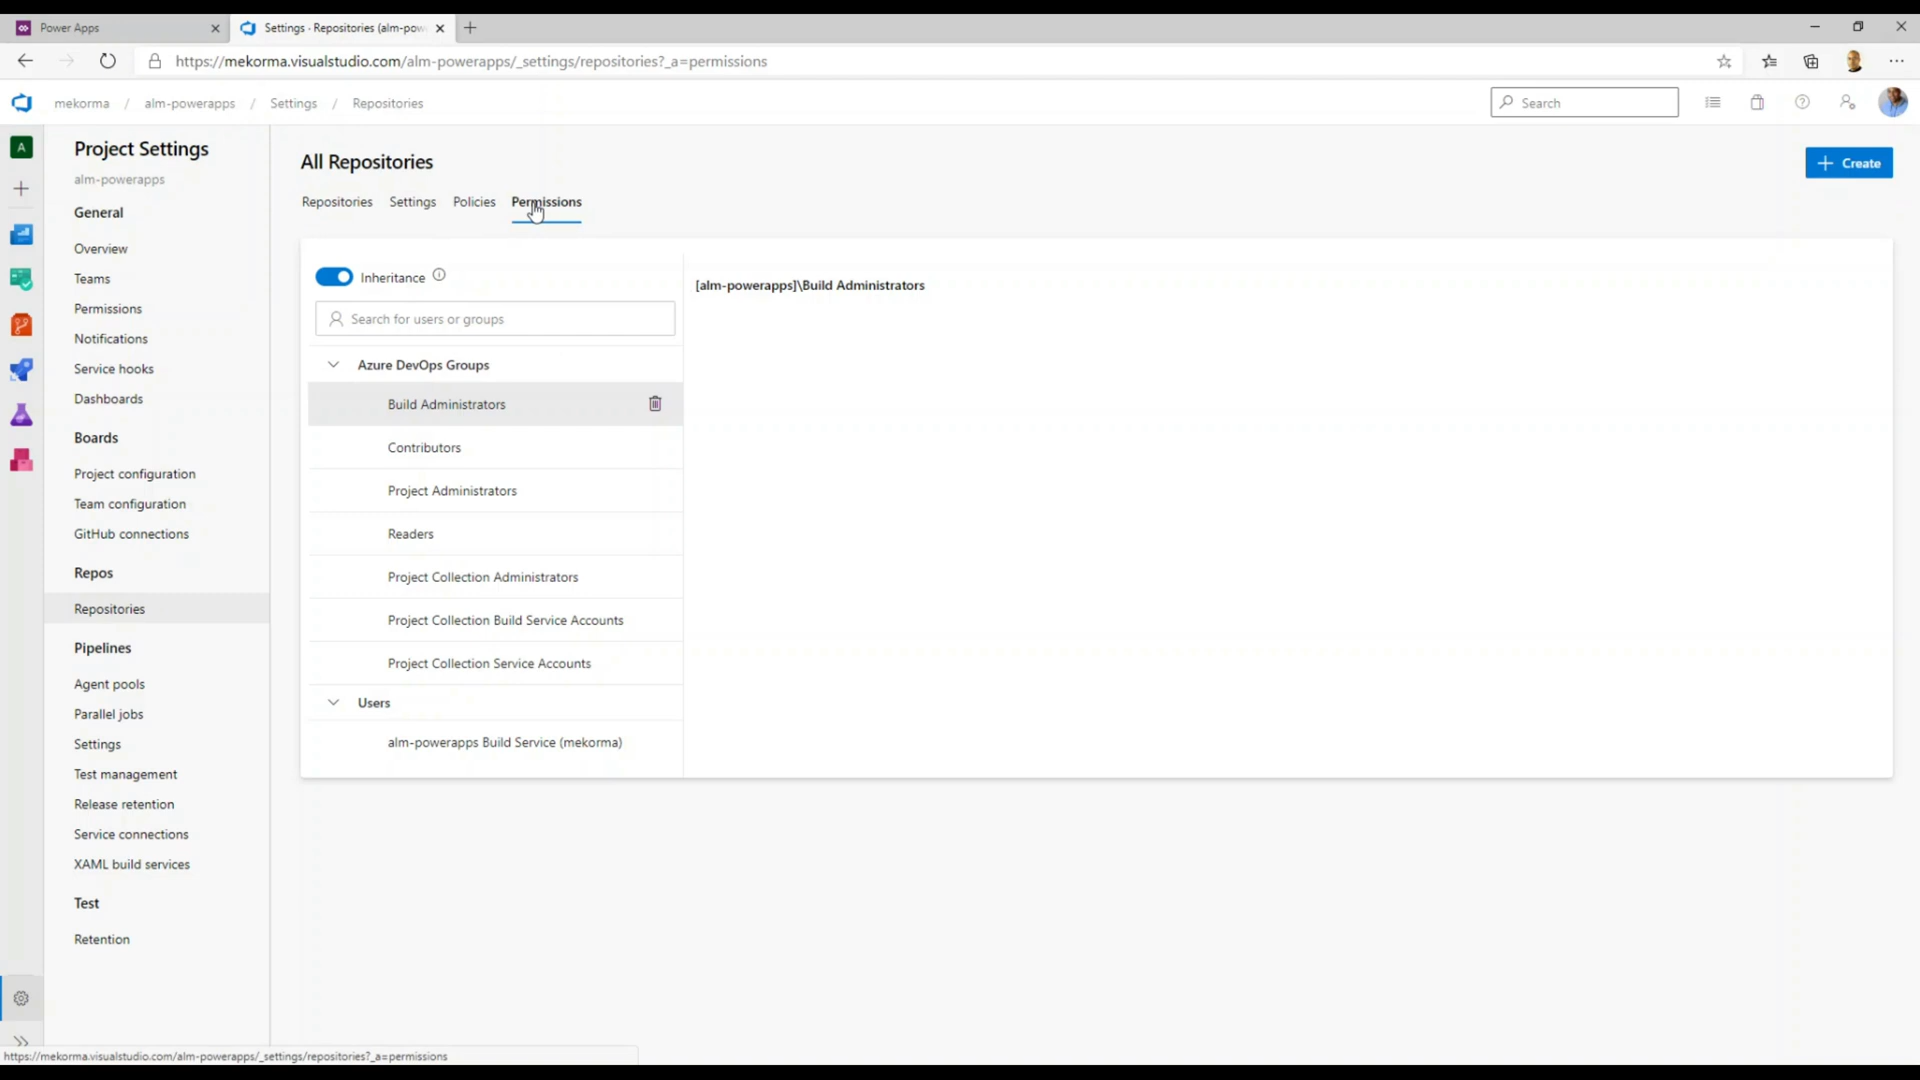 Power Apps
Settings · Repositories (alm-pow
https://mekorma.visualstudio.com/alm-powerapps/_settings/repositories?_a=permissions
mekorma / alm-powerapps / Settings / Repositories
Search
A
Project Settings
alm-powerapps
General
Overview
Teams
Permissions
Notifications
Service hooks
Dashboards
Boards
Project configuration
Team configuration
GitHub connections
Repos
Repositories
Pipelines
Agent pools
Parallel jobs
Settings
Test management
Release retention
Service connections
XAML build services
Test
Retention
All Repositories
Create
Repositories Settings Policies Permissions
Inheritance
Search for users or groups
Azure DevOps Groups
Build Administrators
Contributors
Project Administrators
Readers
Project Collection Administrators
Project Collection Build Service Accounts
Project Collection Service Accounts
Users
alm-powerapps Build Service (mekorma)
[alm-powerapps]\Build Administrators
https://mekorma.visualstudio.com/alm-powerapps/_settings/repositories?_a=permissions